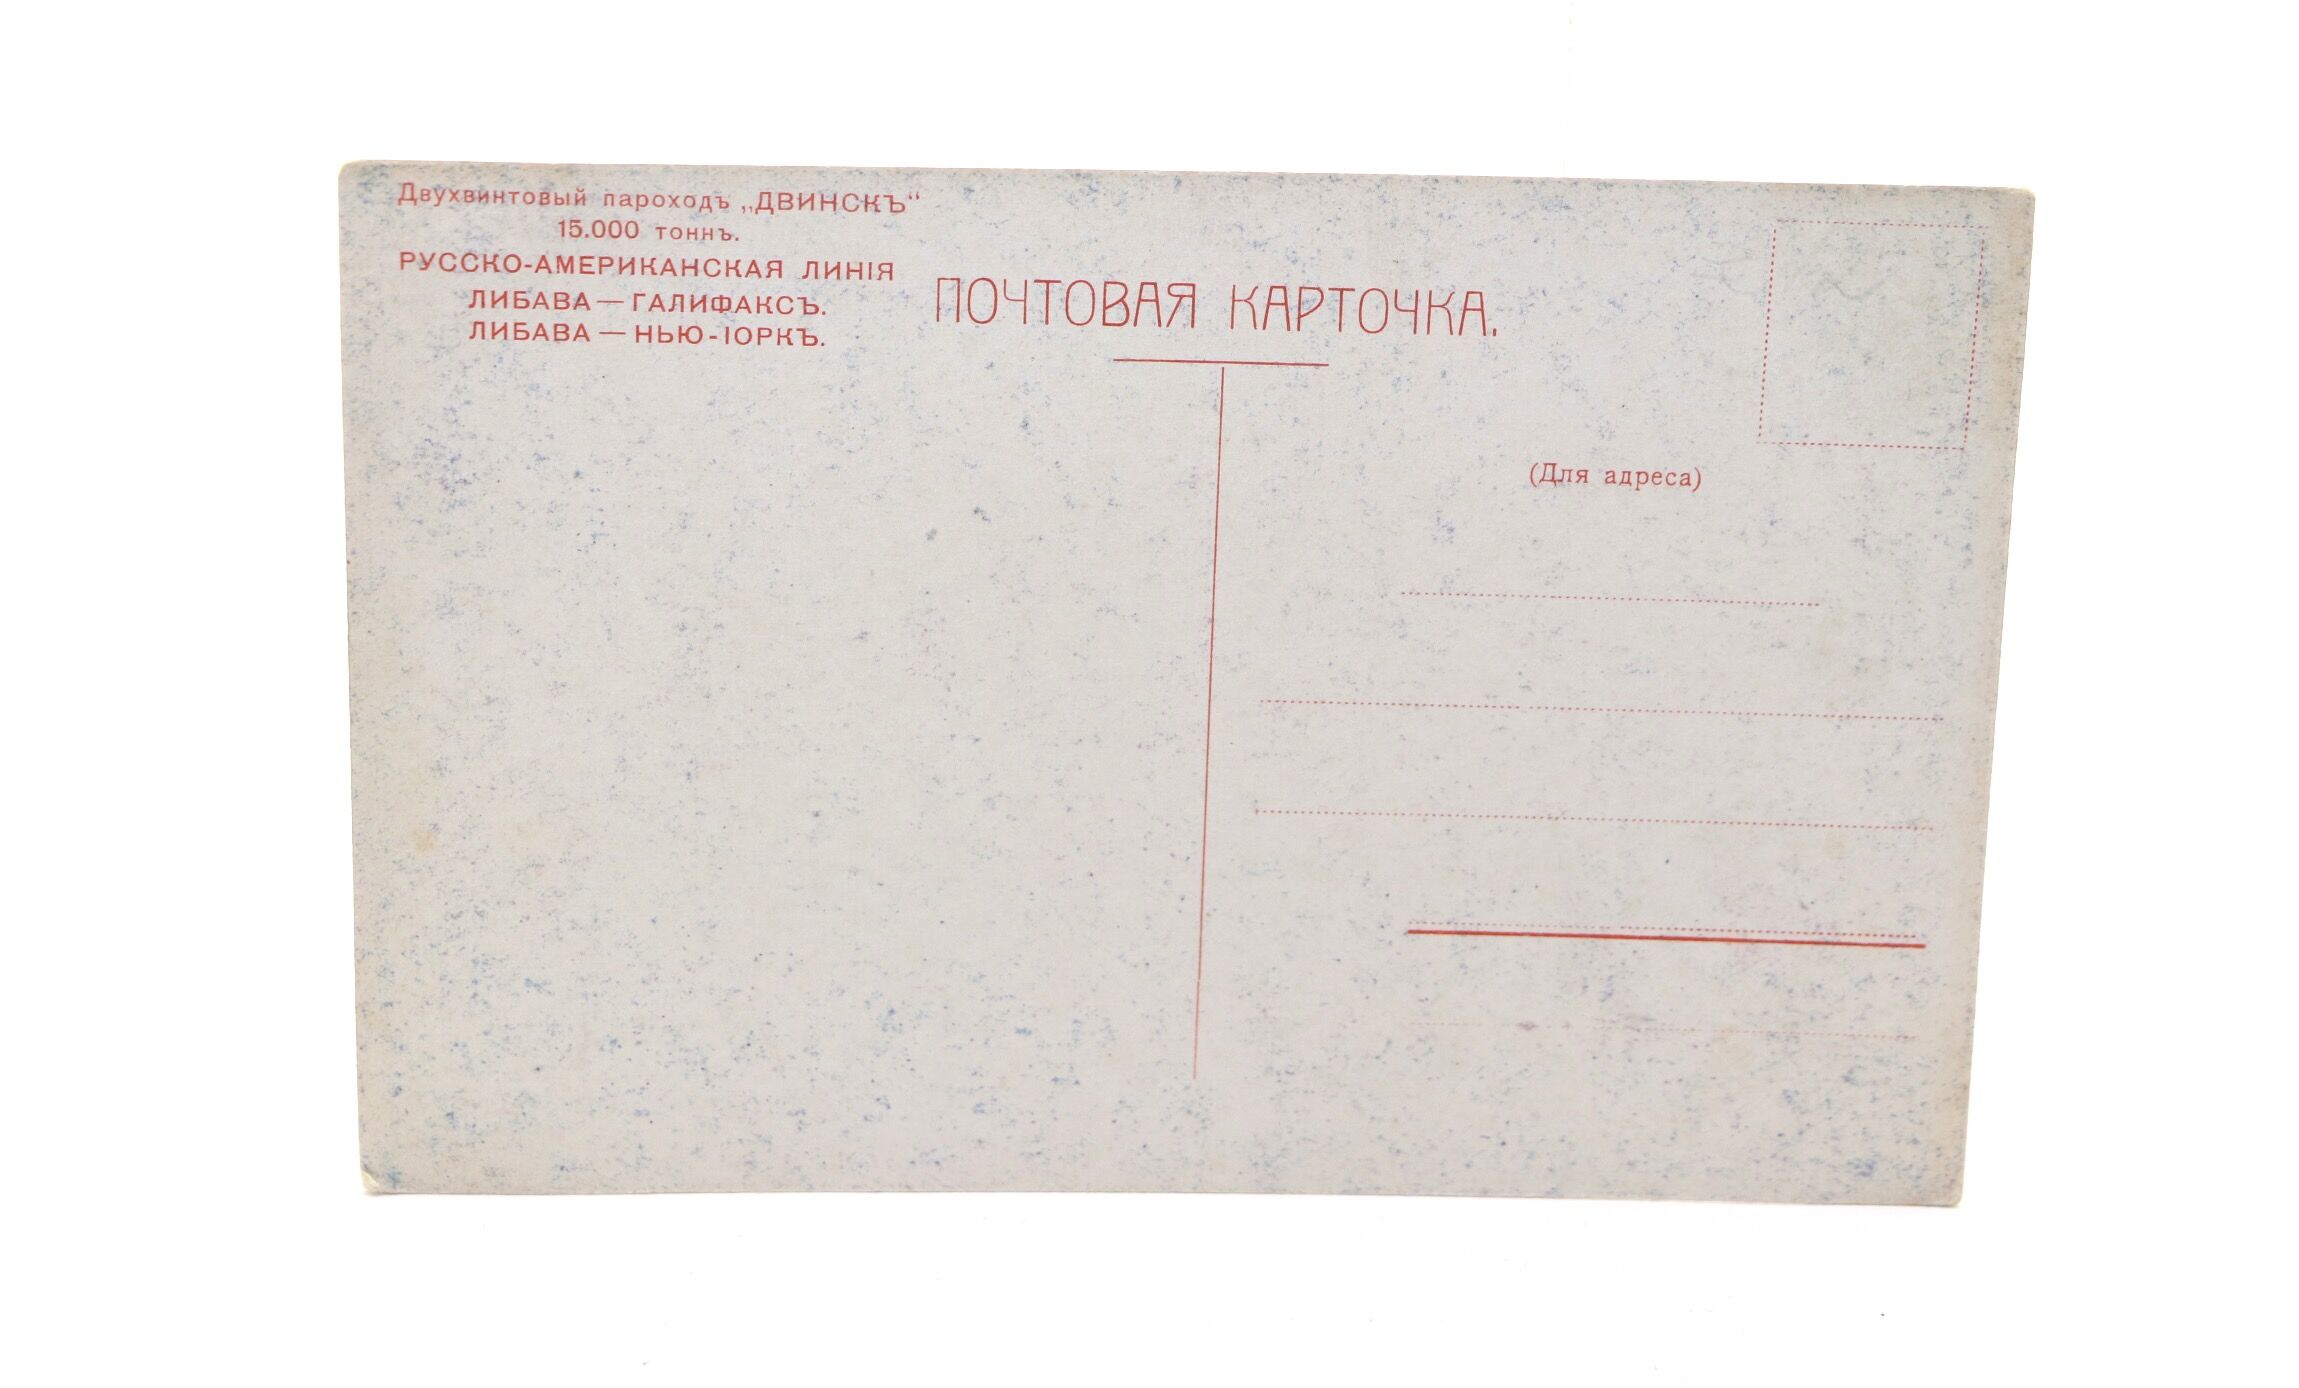 Двухвинтовый пароходъ „ДВИНСКЪ“
15.000 тоннъ.
РУССКО-АМЕРИКАНСКАЯ ЛИНІЯ
ЛИБАВА — ГАЛИФАКСЪ.
ЛИБАВА — НЬЮ-ІОРКЪ.
ПОЧТОВАЯ КАРТОЧКА.
(Для адреса)